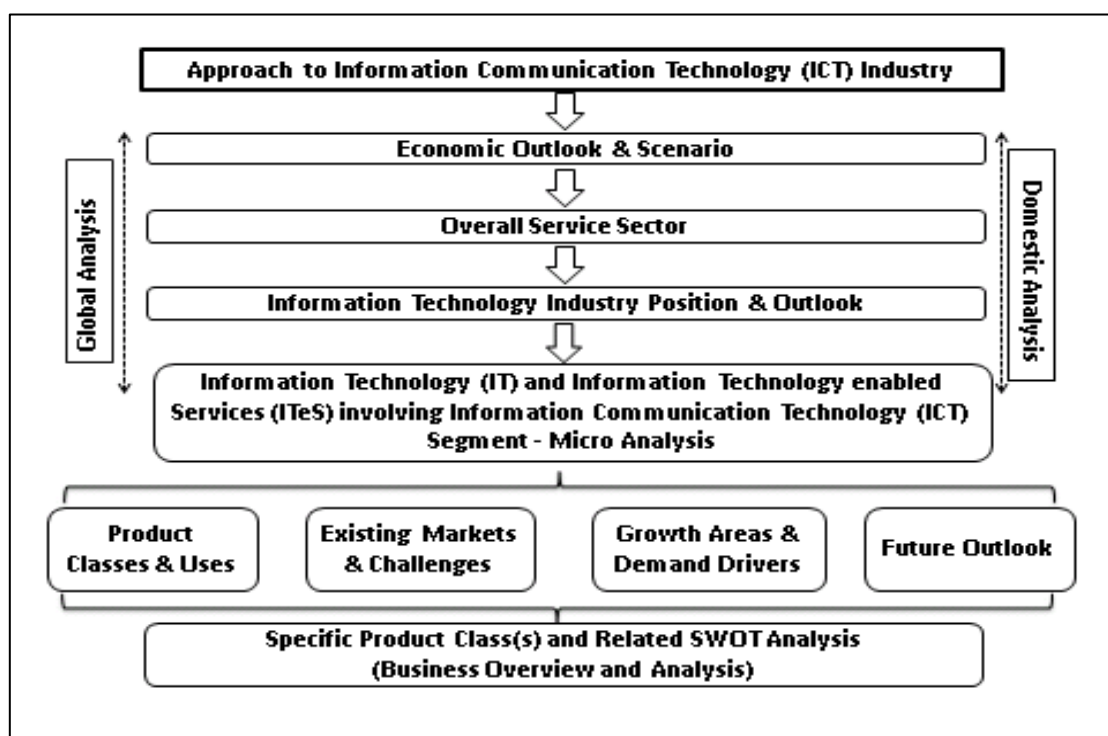 Approach to Information Communication Technology (ICT) Industry
Economic Outlook & Scenario
Overall Service Sector
Information Technology Industry Position & Outlook
Global Analysis
Domestic Analysis
Information Technology (IT) and Information Technology enabled
Services (ITeS) involving Information Communication Technology (ICT)
Segment - Micro Analysis
Product
Classes & Uses
Existing Markets
& Challenges
Growth Areas &
Demand Drivers
Future Outlook
Specific Product Class(s) and Related SWOT Analysis
(Business Overview and Analysis)